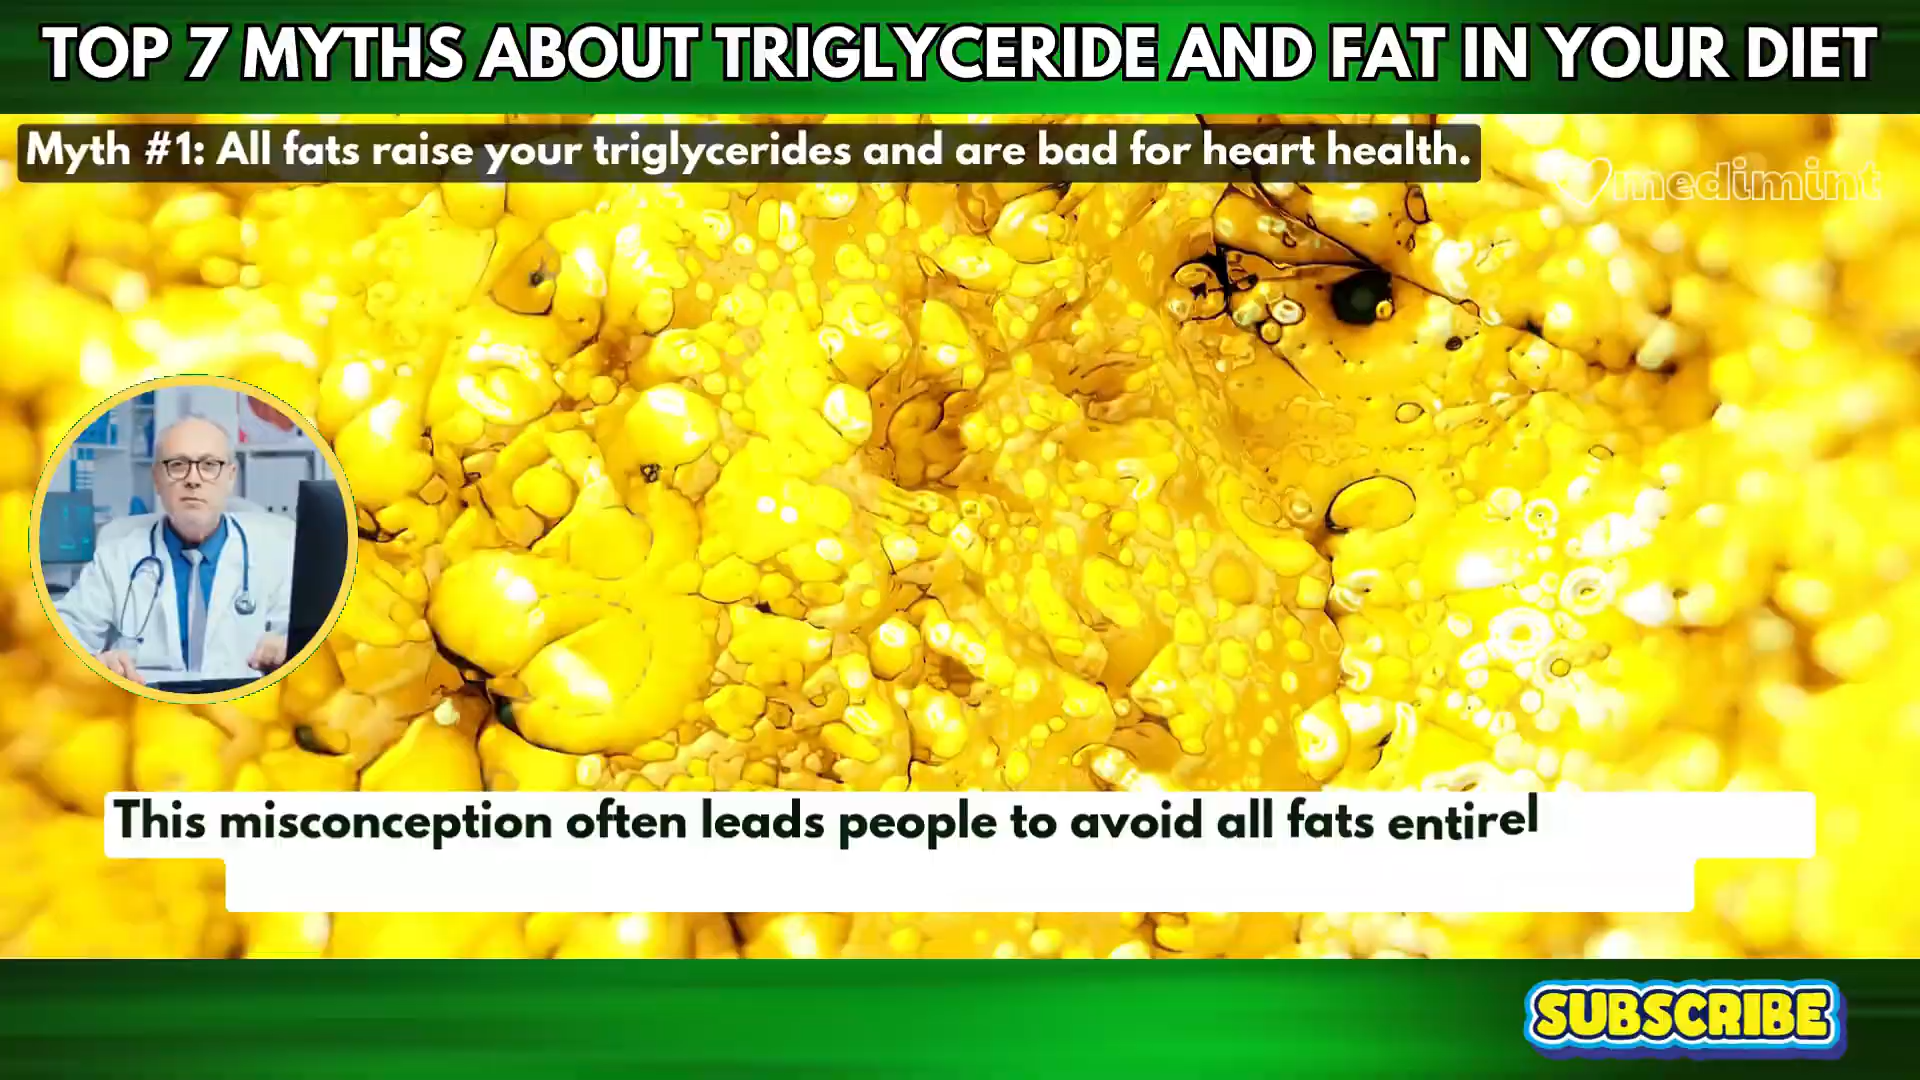 TOP 7 MYTHS ABOUT TRIGLYCERIDE AND FAT IN YOUR DIET
Myth #1: All fats raise your triglycerides and are bad for heart health.
medimint
This misconception often leads people to avoid all fats entirel
SUBSCRIBE